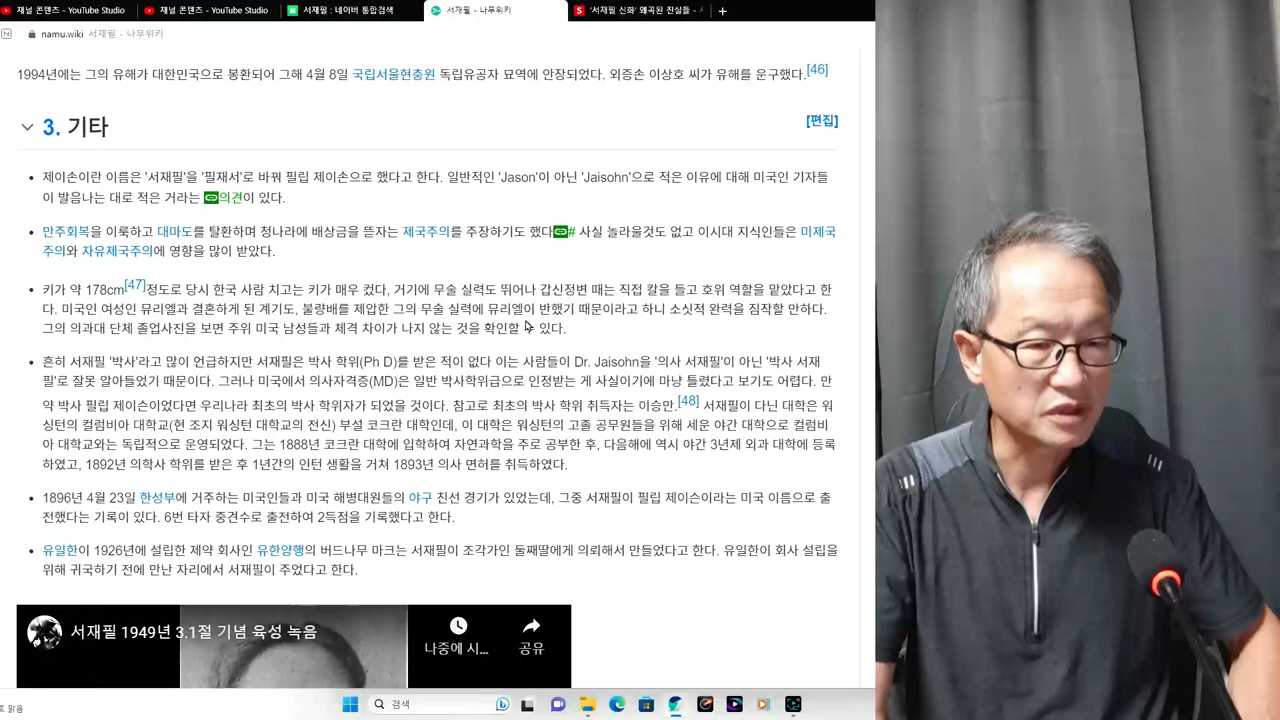 채널 콘텐츠 - YouTube Studio
채널 콘텐츠 - YouTube Studio
서재필 : 네이버 통합검색
서재필 - 나무위키
'서재필 신화' 왜곡된 진실들 -
namu.wiki 서재필 - 나무위키
1994년에는 그의 유해가 대한민국으로 봉환되어 그해 4월 8일 국립서울현충원 독립유공자 묘역에 안장되었다. 외증손 이상호 씨가 유해를 운구했다.[46]
3. 기타
[편집]
제이손이란 이름은 '서재필'을 '필재서'로 바꿔 필립 제이손으로 했다고 한다. 일반적인 'Jason'이 아닌 'Jaisohn'으로 적은 이유에 대해 미국인 기자들
이 발음나는 대로 적은 거라는 의견이 있다.
만주회복을 이룩하고 대마도를 탈환하며 청나라에 배상금을 뜯자는 제국주의를 주장하기도 했다# 사실 놀라울것도 없고 이시대 지식인들은 미제국
주의와 자유제국주의에 영향을 많이 받았다.
키가 약 178cm[47]정도로 당시 한국 사람 치고는 키가 매우 컸다, 거기에 무술 실력도 뛰어나 갑신정변 때는 직접 칼을 들고 호위 역할을 맡았다고 한
다. 미국인 여성인 뮤리엘과 결혼하게 된 계기도, 불량배를 제압한 그의 무술 실력에 뮤리엘이 반했기 때문이라고 하니 소싯적 완력을 짐작할 만하다.
그의 의과대 단체 졸업사진을 보면 주위 미국 남성들과 체격 차이가 나지 않는 것을 확인할 수 있다.
흔히 서재필 '박사'라고 많이 언급하지만 서재필은 박사 학위(Ph D)를 받은 적이 없다 이는 사람들이 Dr. Jaisohn을 '의사 서재필'이 아닌 '박사 서재
필'로 잘못 알아들었기 때문이다. 그러나 미국에서 의사자격증(MD)은 일반 박사학위급으로 인정받는 게 사실이기에 마냥 틀렸다고 보기도 어렵다. 만
약 박사 필립 제이슨이었다면 우리나라 최초의 박사 학위자가 되었을 것이다. 참고로 최초의 박사 학위 취득자는 이승만.[48] 서재필이 다닌 대학은 워
싱턴의 컬럼비아 대학교(현 조지 워싱턴 대학교의 전신) 부설 코크란 대학인데, 이 대학은 워싱턴의 고졸 공무원들을 위해 세운 야간 대학으로 컬럼비
아 대학교와는 독립적으로 운영되었다. 그는 1888년 코크란 대학에 입학하여 자연과학을 주로 공부한 후, 다음해에 역시 야간 3년제 외과 대학에 등록
하였고, 1892년 의학사 학위를 받은 후 1년간의 인턴 생활을 거쳐 1893년 의사 면허를 취득하였다.
1896년 4월 23일 한성부에 거주하는 미국인들과 미국 해병대원들의 야구 친선 경기가 있었는데, 그중 서재필이 필립 제이슨이라는 미국 이름으로 출
전했다는 기록이 있다. 6번 타자 중견수로 출전하여 2득점을 기록했다고 한다.
유일한이 1926년에 설립한 제약 회사인 유한양행의 버드나무 마크는 서재필이 조각가인 둘째딸에게 의뢰해서 만들었다고 한다. 유일한이 회사 설립을
위해 귀국하기 전에 만난 자리에서 서재필이 주었다고 한다.
서재필 1949년 3.1절 기념 육성 녹음
나중에 시...
공유
로 맑음
검색